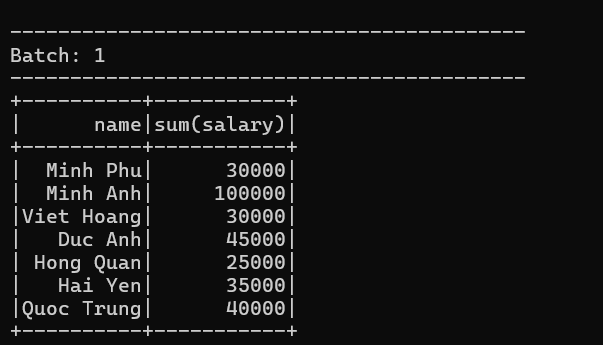 -------------------------------------------
Batch: 1
-------------------------------------------
+----------+-----------+
|      name|sum(salary)|
+----------+-----------+
|  Minh Phu|      30000|
|  Minh Anh|     100000|
|Viet Hoang|      30000|
|   Duc Anh|      45000|
| Hong Quan|      25000|
|   Hai Yen|      35000|
|Quoc Trung|      40000|
+----------+-----------+